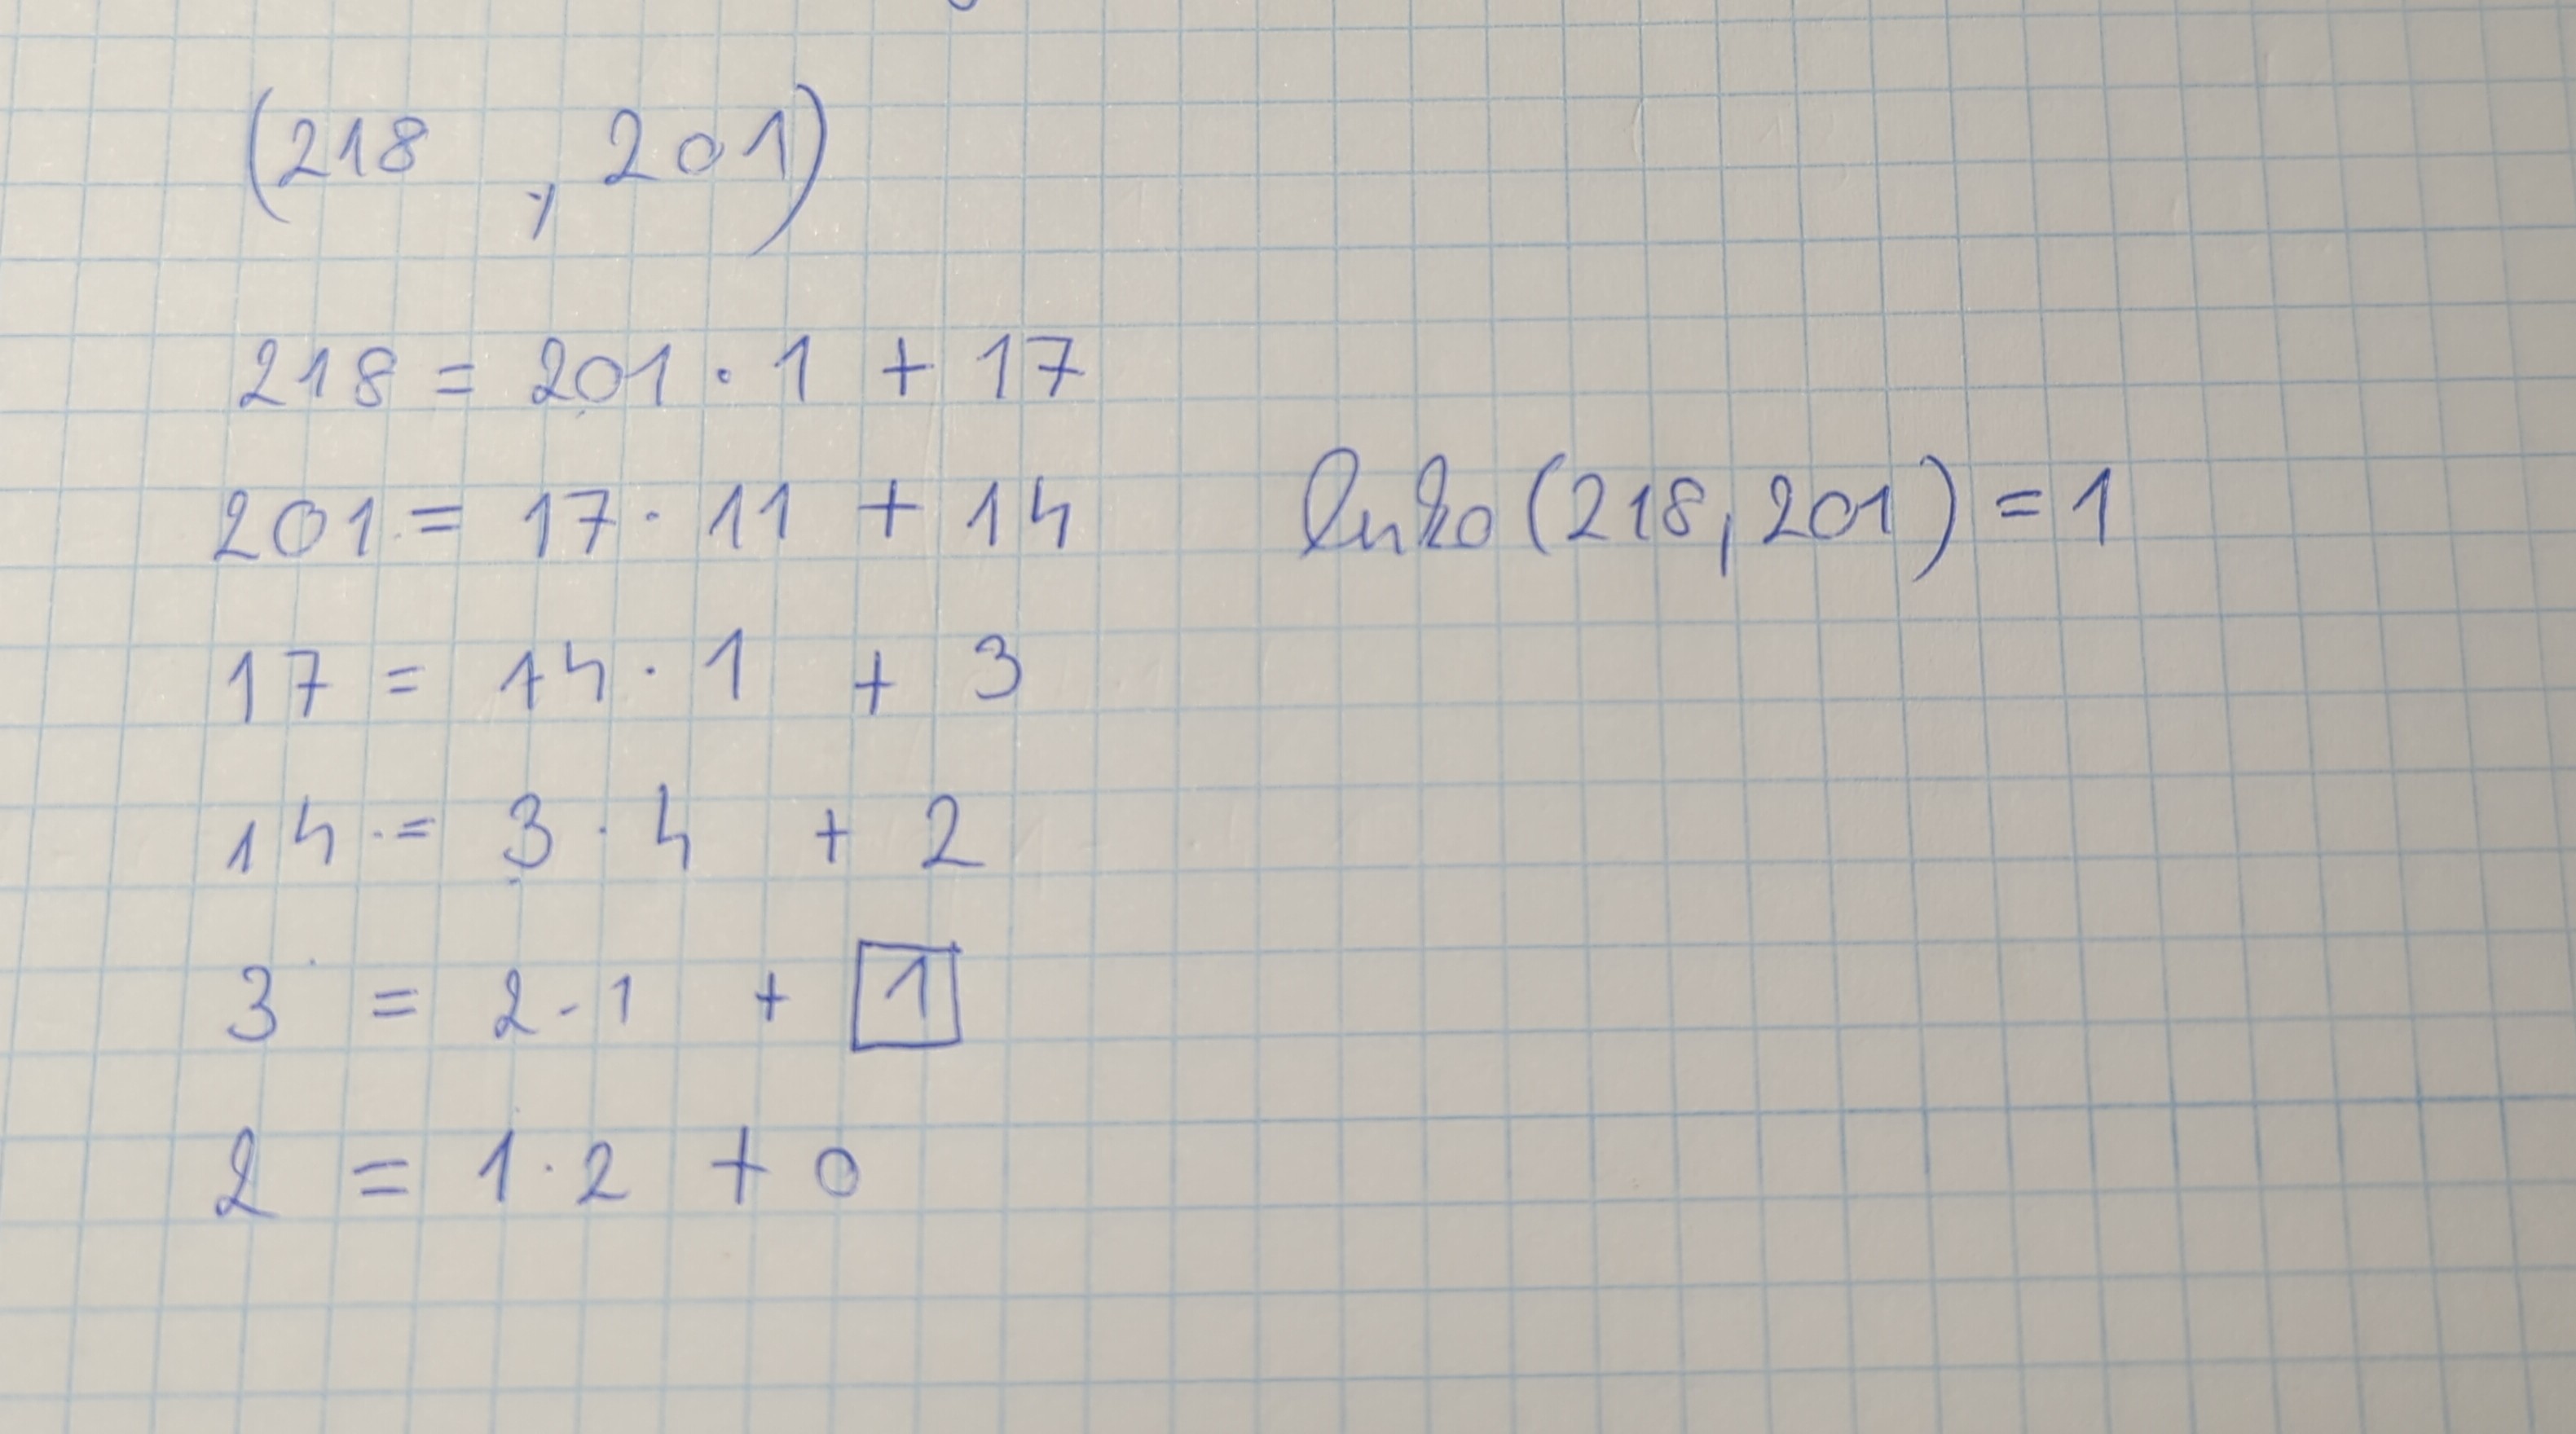 (218 , 201)
218 = 201 · 1 + 17
201 = 17 · 11 + 14
lnko (218, 201) = 1
17 = 14 · 1 + 3
14 = 3 · 4 + 2
3 = 2 · 1 + 1
2 = 1 · 2 + 0